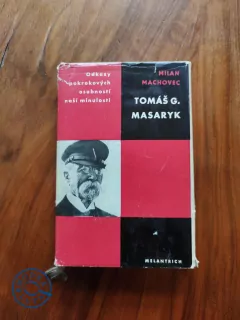 Odkazy
pokrokových
osobností
naší minulosti
MILAN
MACHOVEC
TOMÁŠ G.
MASARYK
MELANTRICH